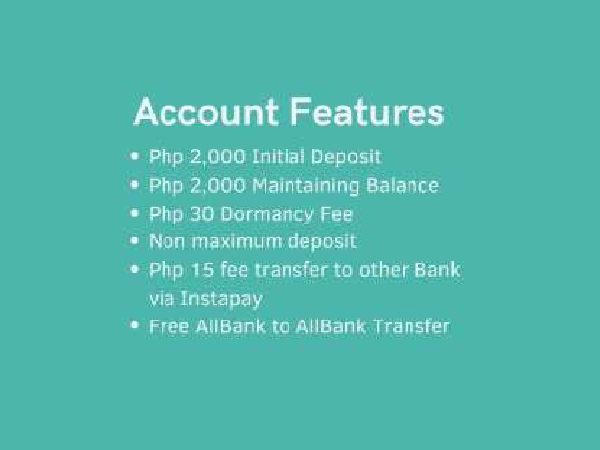 Account Features
• Php 2,000 Initial Deposit
• Php 2,000 Maintaining Balance
• Php 30 Dormancy Fee
• Non maximum deposit
• Php 15 fee transfer to other Bank
via Instapay
• Free AllBank to AllBank Transfer